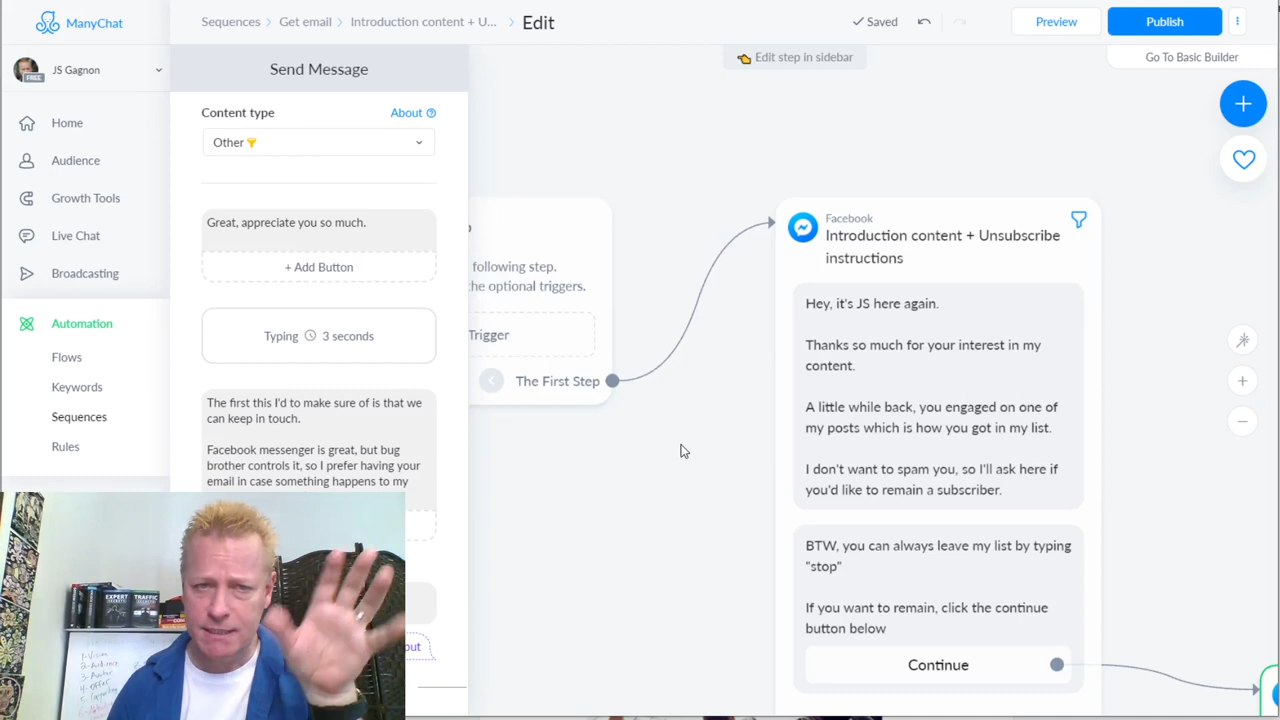 ManyChat
Sequences
Get email
Introduction content + U...
Edit
Saved
Preview
Publish
JS Gagnon
FREE
Send Message
Edit step in sidebar
Go To Basic Builder
Home
Audience
Growth Tools
Live Chat
Broadcasting
Automation
Flows
Keywords
Sequences
Rules
Content type
About
Other
Great, appreciate you so much.
+ Add Button
Typing 3 seconds
The first this I'd to make sure of is that we
can keep in touch.
Facebook messenger is great, but bug
brother controls it, so I prefer having your
email in case something happens to my
following step.
the optional triggers.
Trigger
The First Step
Facebook
Introduction content + Unsubscribe
instructions
Hey, it's JS here again.
Thanks so much for your interest in my
content.
A little while back, you engaged on one of
my posts which is how you got in my list.
I don't want to spam you, so I'll ask here if
you'd like to remain a subscriber.
BTW, you can always leave my list by typing
"stop"
If you want to remain, click the continue
button below
Continue
EXPERT
TRAFFIC